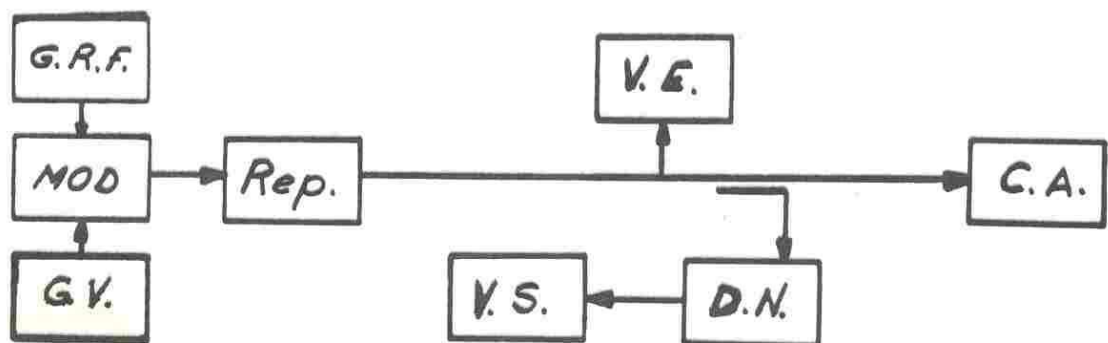 G.R.F.
V. E.
MOD
Rep.
C. A.
G.V.
V. S.
D.N.